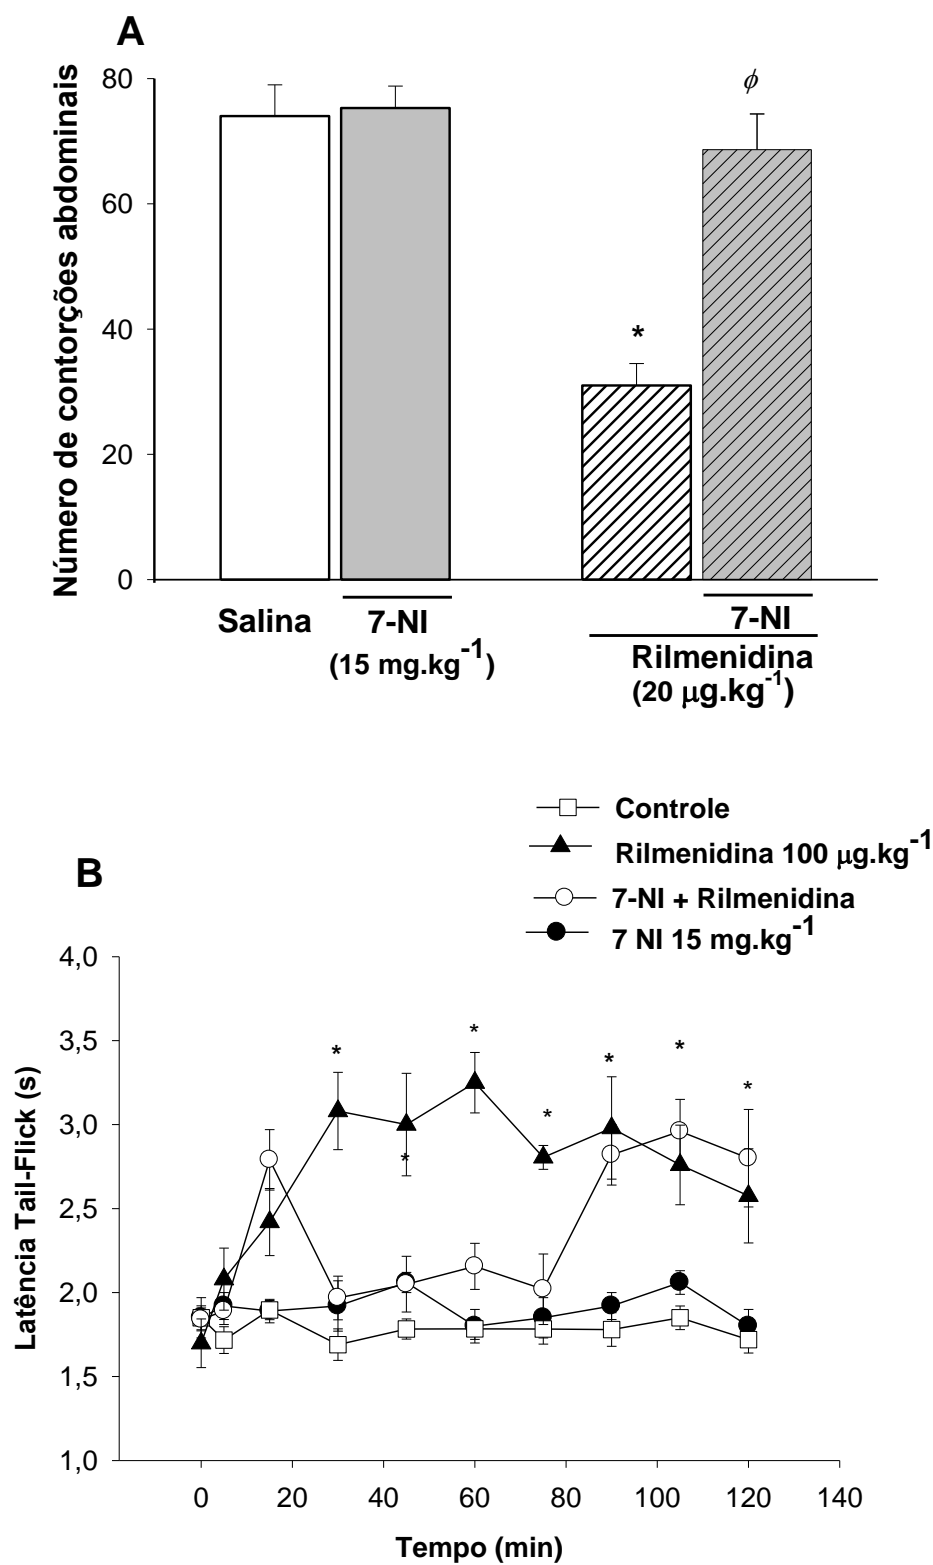 A
Número de contorções abdominais
80
60
40
20
0
ϕ
*
Salina
7-NI
(15 mg.kg-1)
7-NI
Rilmenidina
(20 μg.kg-1)
Controle
Rilmenidina 100 μg.kg-1
7-NI + Rilmenidina
7 NI 15 mg.kg-1
B
Latência Tail-Flick (s)
4,0
3,5
3,0
2,5
2,0
1,5
1,0
* * * * * * *
0 20 40 60 80 100 120 140
Tempo (min)